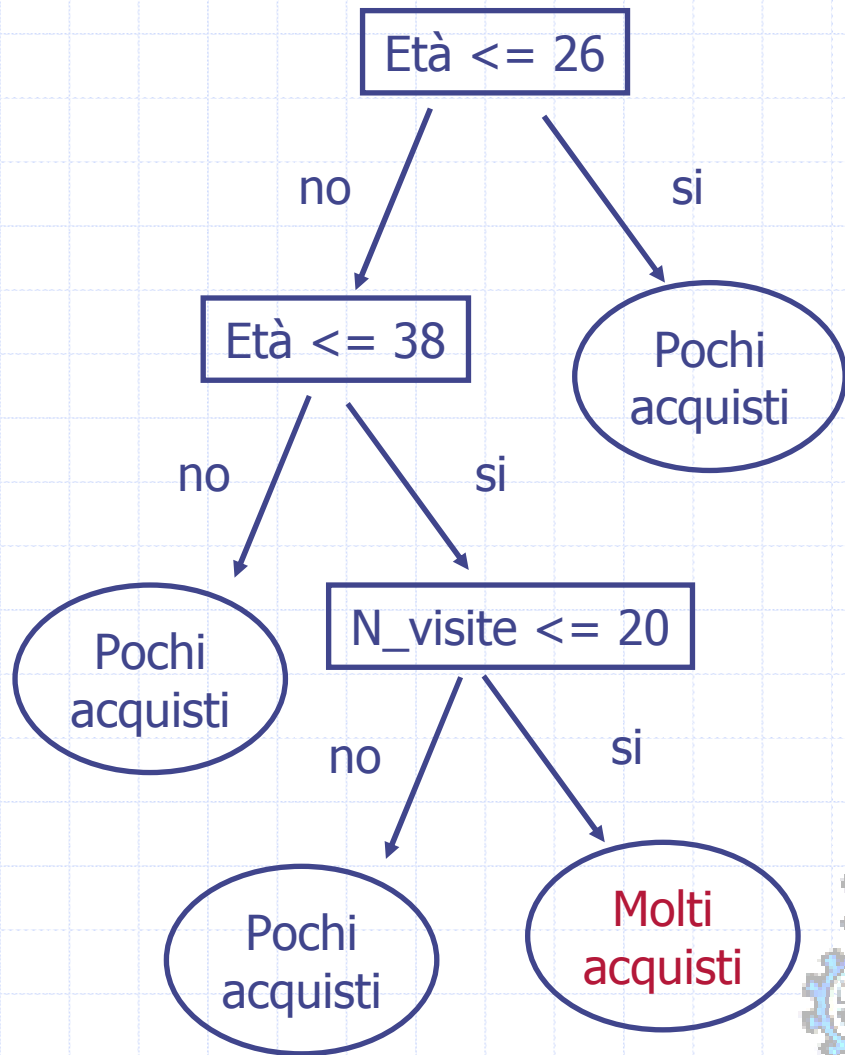 Età <= 26
no
si
Età <= 38
Pochi
acquisti
no
si
Pochi
acquisti
N_visite <= 20
no
si
Pochi
acquisti
Molti
acquisti